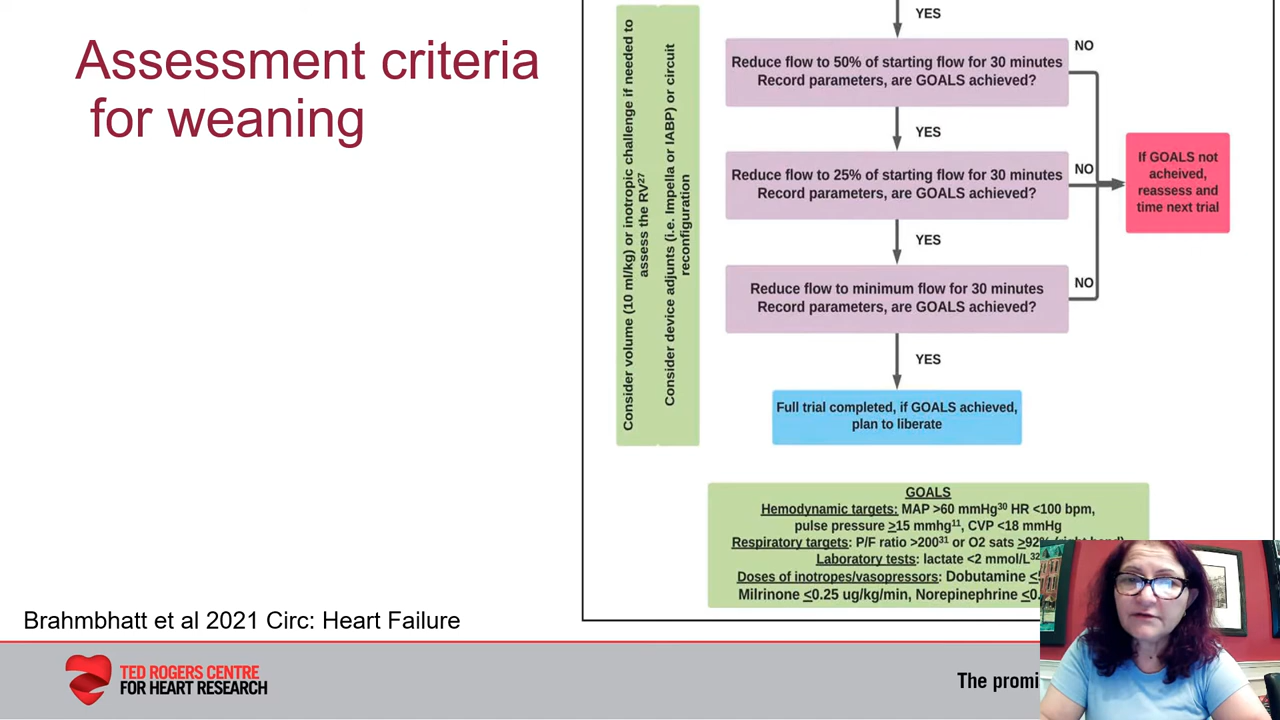 Assessment criteria
for weaning
Consider volume (10 ml/kg) or inotropic challenge if needed to
assess the RV27
Consider device adjunts (i.e. Impella or IABP) or circuit
reconfiguration
YES
Reduce flow to 50% of starting flow for 30 minutes
Record parameters, are GOALS achieved?
NO
YES
Reduce flow to 25% of starting flow for 30 minutes
Record parameters, are GOALS achieved?
NO
YES
Reduce flow to minimum flow for 30 minutes
Record parameters, are GOALS achieved?
NO
If GOALS not
acheived,
reassess and
time next trial
YES
Full trial completed, if GOALS achieved,
plan to liberate
GOALS
Hemodynamic targets: MAP >60 mmHg30 HR <100 bpm,
pulse pressure ≥15 mmhg11, CVP <18 mmHg
Respiratory targets: P/F ratio >20031 or O2 sats ≥92%
Laboratory tests: lactate <2 mmol/L32
Doses of inotropes/vasopressors: Dobutamine ≤
Milrinone ≤0.25 ug/kg/min, Norepinephrine ≤0.
Brahmbhatt et al 2021 Circ: Heart Failure
TED ROGERS CENTRE
FOR HEART RESEARCH
The promi